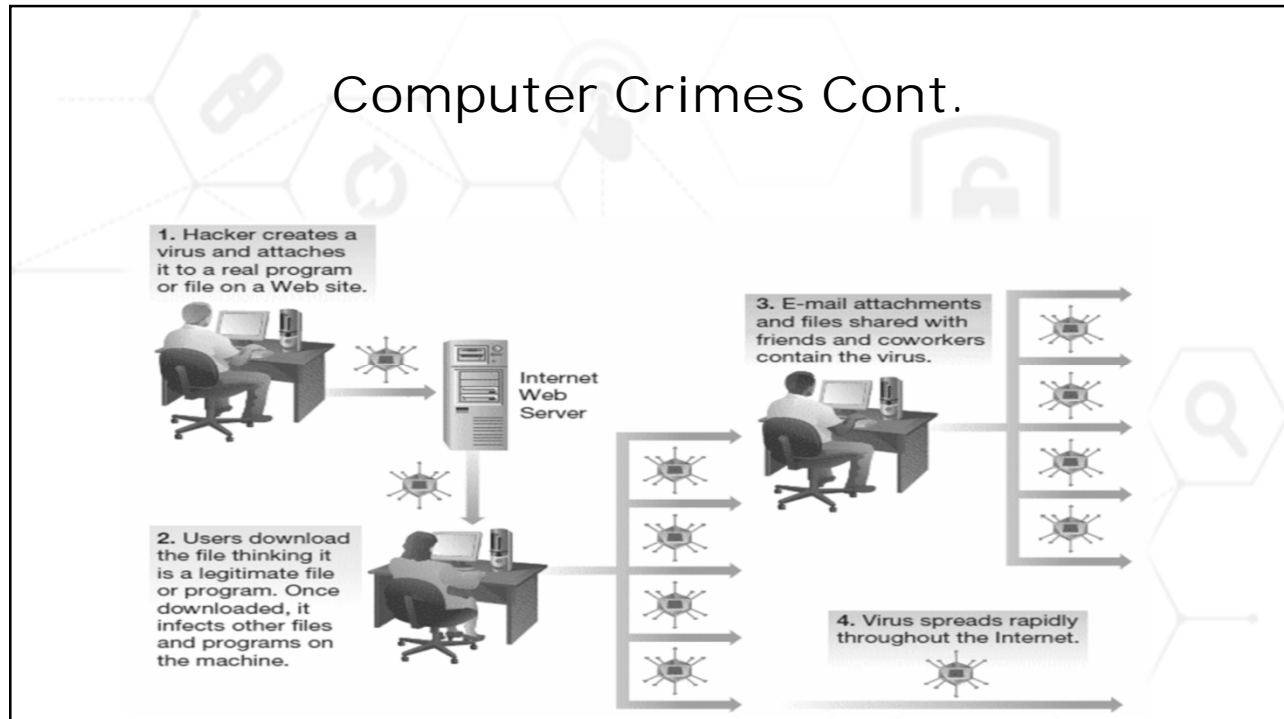 Computer Crimes Cont.
1. Hacker creates a
virus and attaches
it to a real program
or file on a Web site.
Internet
Web
Server
2. Users download
the file thinking it
is a legitimate file
or program. Once
downloaded, it
infects other files
and programs on
the machine.
3. E-mail attachments
and files shared with
friends and coworkers
contain the virus.
4. Virus spreads rapidly
throughout the Internet.